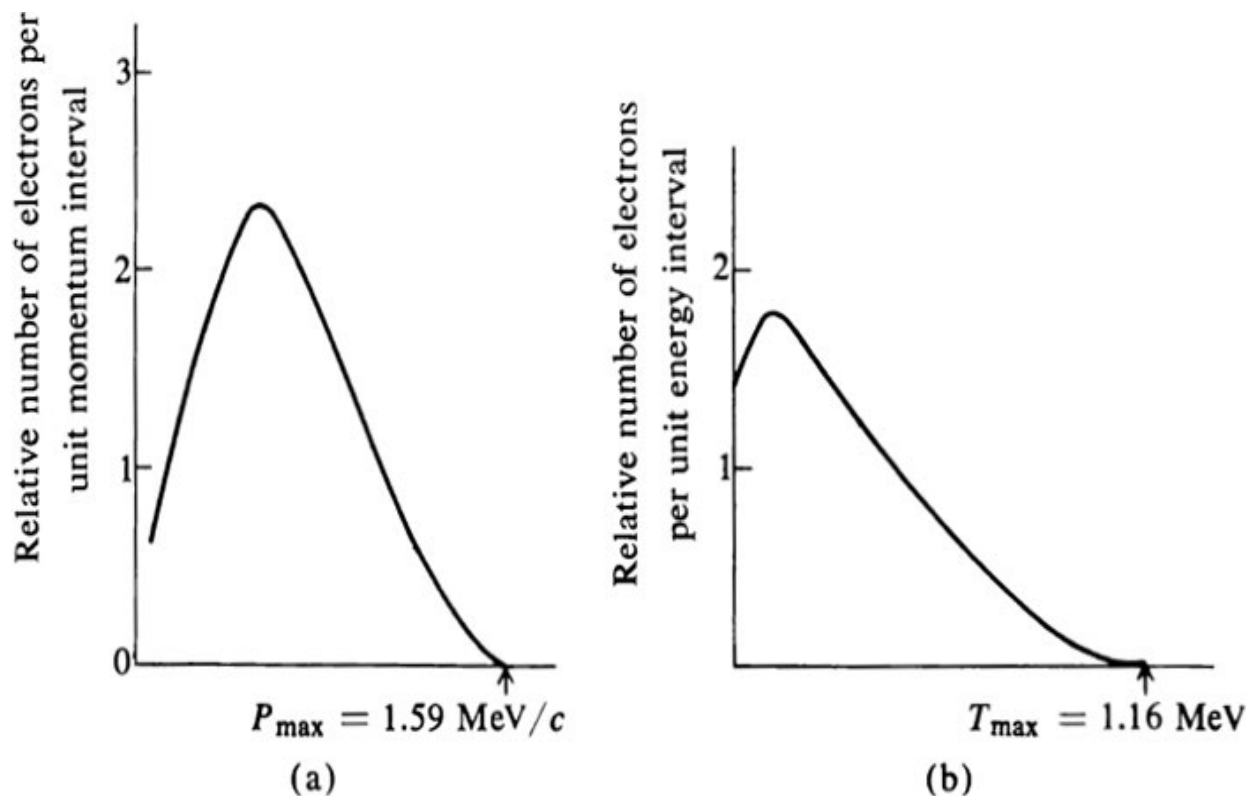 Relative number of electrons per
unit momentum interval
3
2
1
0
P_max = 1.59 MeV/c
(a)
Relative number of electrons
per unit energy interval
2
1
T_max = 1.16 MeV
(b)